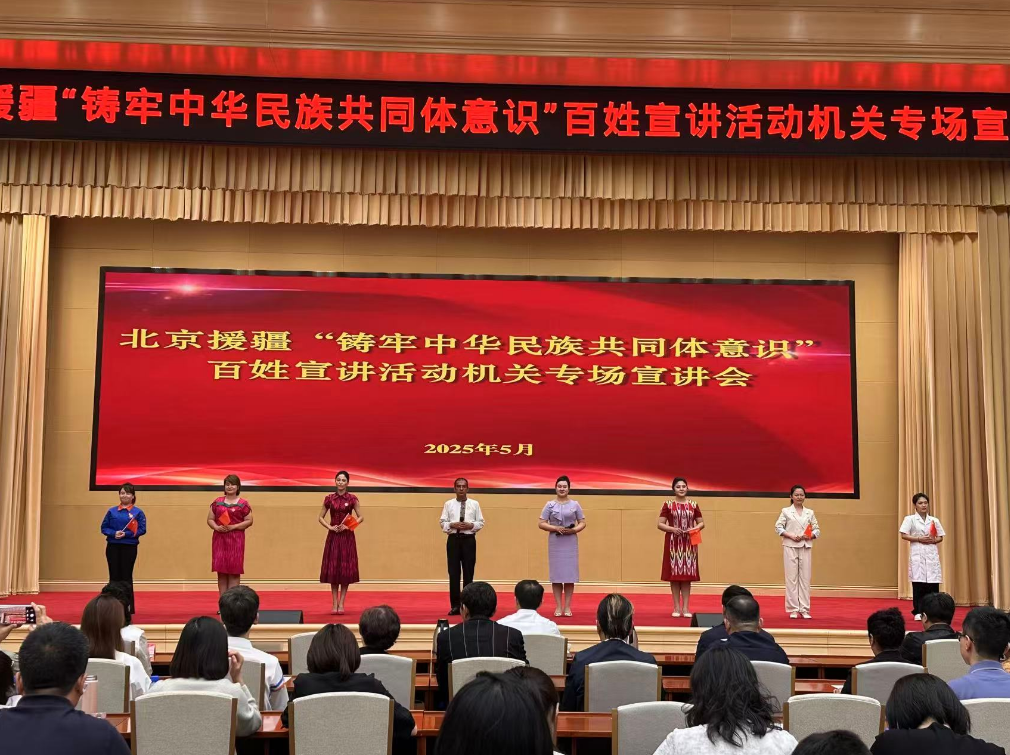 援疆“铸牢中华民族共同体意识”百姓宣讲活动机关专场宣
北京援疆“铸牢中华民族共同体意识”
百姓宣讲活动机关专场宣讲会
2025年5月